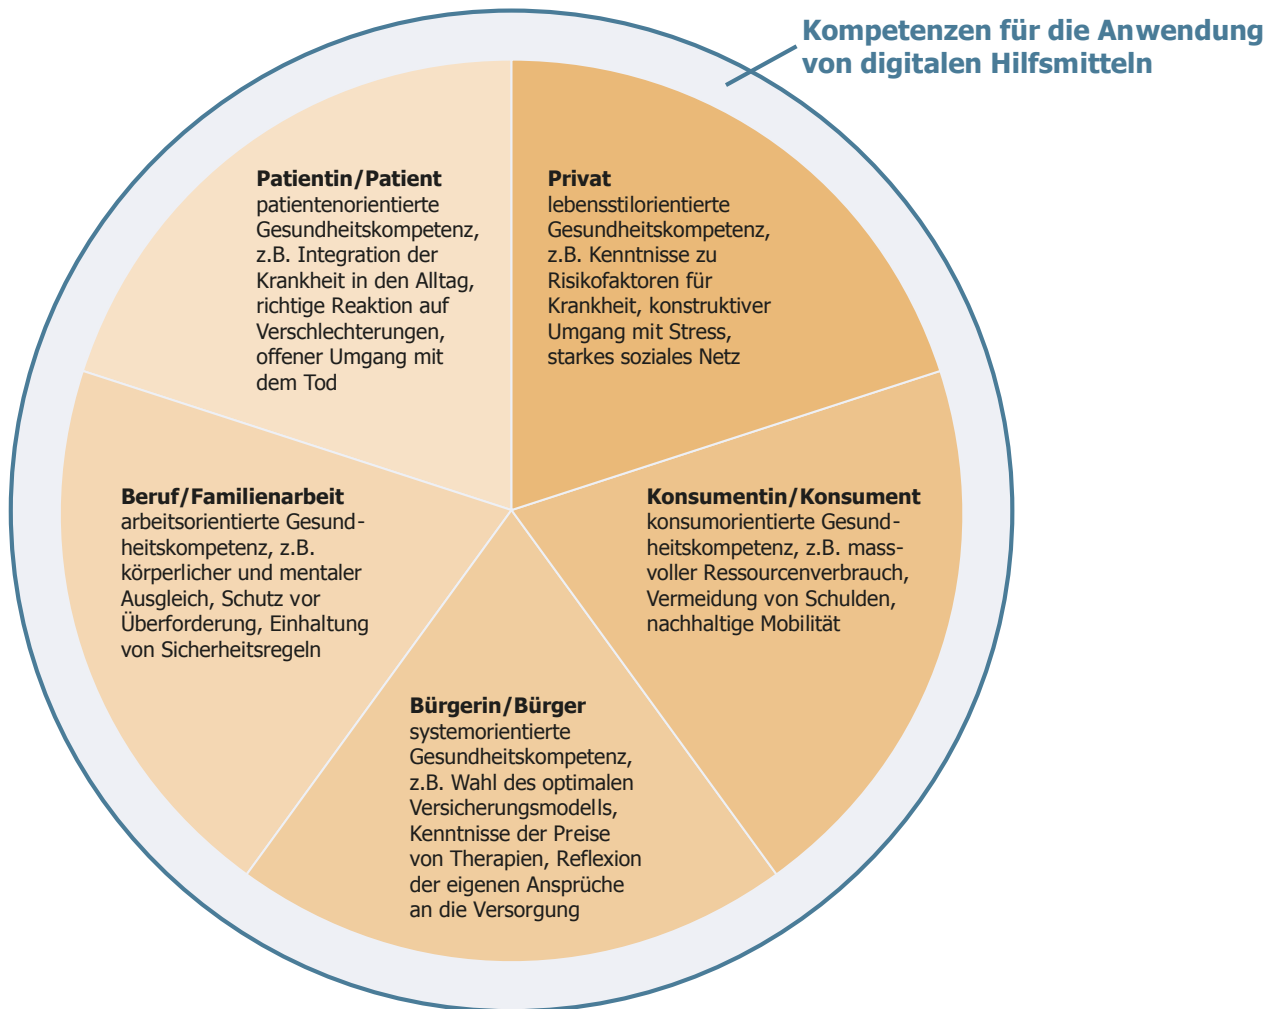 Kompetenzen für die Anwendung
von digitalen Hilfsmitteln
Patientin/Patient
patientenorientierte
Gesundheitskompetenz,
z.B. Integration der
Krankheit in den Alltag,
richtige Reaktion auf
Verschlechterungen,
offener Umgang mit
dem Tod
Privat
lebensstilorientierte
Gesundheitskompetenz,
z.B. Kenntnisse zu
Risikofaktoren für
Krankheit, konstruktiver
Umgang mit Stress,
starkes soziales Netz
Beruf/Familienarbeit
arbeitsorientierte Gesund-
heitskompetenz, z.B.
körperlicher und mentaler
Ausgleich, Schutz vor
Überforderung, Einhaltung
von Sicherheitsregeln
Konsumentin/Konsument
konsumorientierte Gesund-
heitskompetenz, z.B. mass-
voller Ressourcenverbrauch,
Vermeidung von Schulden,
nachhaltige Mobilität
Bürgerin/Bürger
systemorientierte
Gesundheitskompetenz,
z.B. Wahl des optimalen
Versicherungsmodells,
Kenntnisse der Preise
von Therapien, Reflexion
der eigenen Ansprüche
an die Versorgung